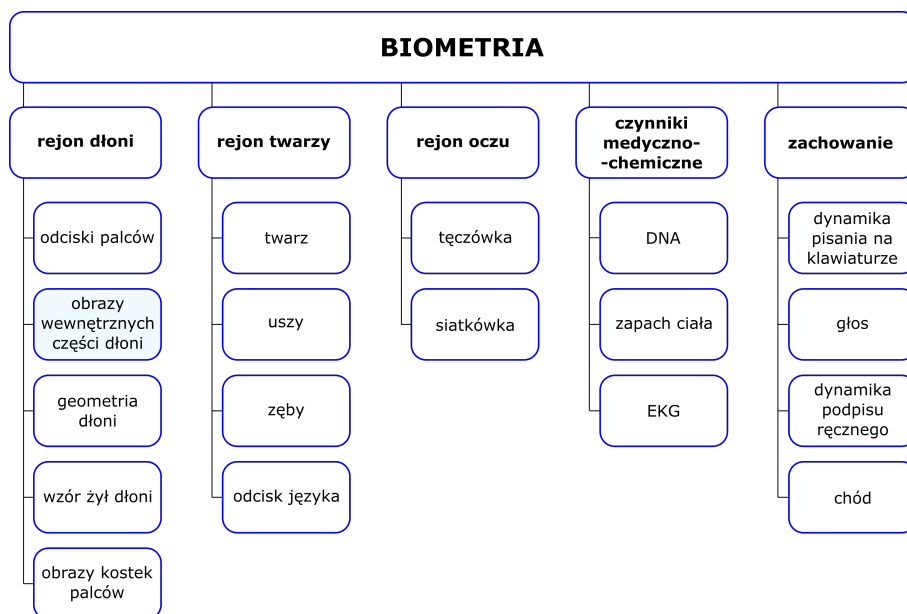 BIOMETRIA
rejon dłoni
odciski palców
obrazy
wewnętrznych
części dłoni
geometria
dłoni
wzór żył dłoni
obrazy kostek
palców
rejon twarzy
twarz
uszy
zęby
odcisk języka
rejon oczu
tęczówka
siatkówka
czynniki
medyczno-
-chemiczne
DNA
zapach ciała
EKG
zachowanie
dynamika
pisania na
klawiaturze
głos
dynamika
podpisu
ręcznego
chód